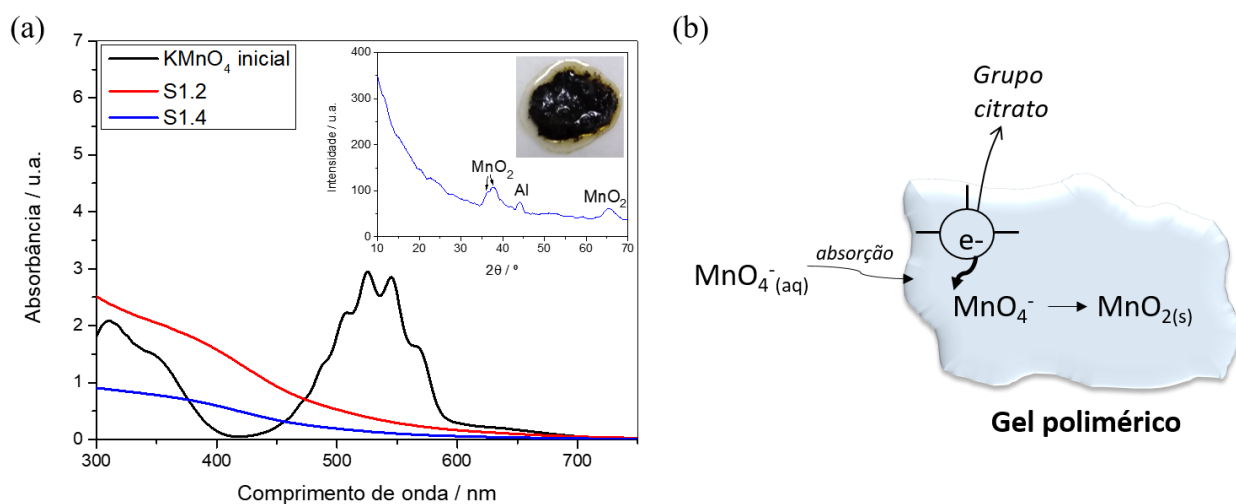 (a)
Absorbância / u.a.
7
6
5
4
3
2
1
0
300
400
500
600
700
Comprimento de onda / nm
KMnO4 inicial
S1.2
S1.4
Intensidade / u.a.
400
300
200
100
0
10
20
30
40
50
60
70
2θ / º
MnO2
Al
MnO2
(b)
Grupo
citrato
e-
absorção
MnO4-(aq)
MnO4-
MnO2(s)
Gel polimérico